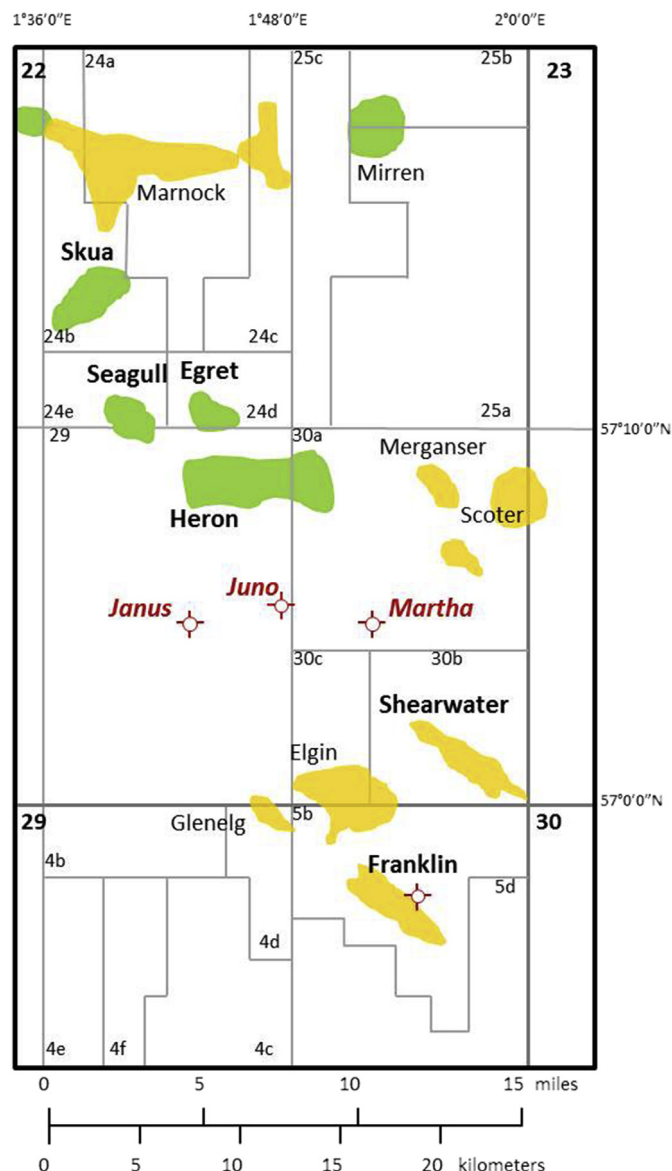 1°36'0"E 1°48'0"E 2°0'0"E
22 24a 25c 25b 23
Marnock Mirren
Skua
24b 24c
Seagull Egret
24e 24d 25a
29 30a 57°10'0"N
Merganser
Scoter
Heron
Juno
Janus Martha
30c 30b
Shearwater
Elgin
57°0'0"N
29 Glenelg 5b 30
4b Franklin
5d
4d
4e 4f 4c
0 5 10 15 miles
0 5 10 15 20 kilometers